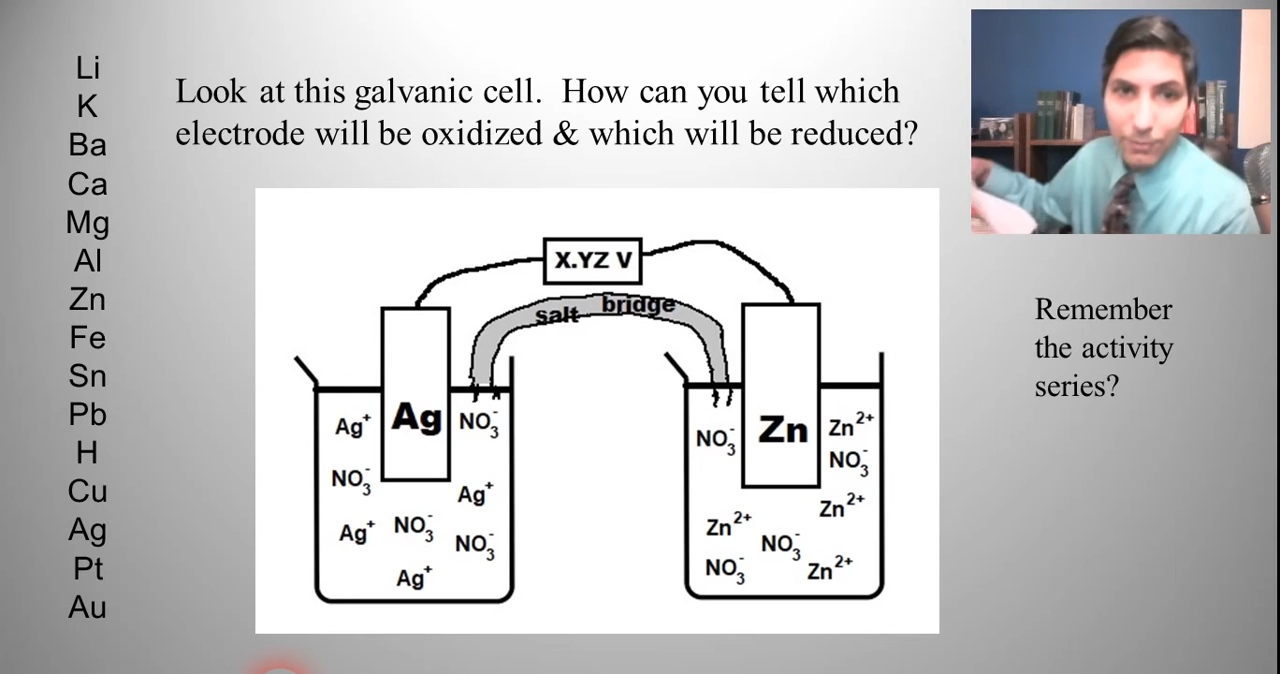 Li
K
Ba
Ca
Mg
Al
Zn
Fe
Sn
Pb
H
Cu
Ag
Pt
Au
Look at this galvanic cell.  How can you tell which
electrode will be oxidized & which will be reduced?
X.YZ V
salt bridge
Ag⁺
Ag
NO₃⁻
NO₃⁻
Ag⁺
Ag⁺
NO₃⁻
NO₃⁻
Ag⁺
NO₃⁻
Zn
Zn²⁺
NO₃⁻
Zn²⁺
Zn²⁺
NO₃⁻
NO₃⁻
Zn²⁺
Remember
the activity
series?